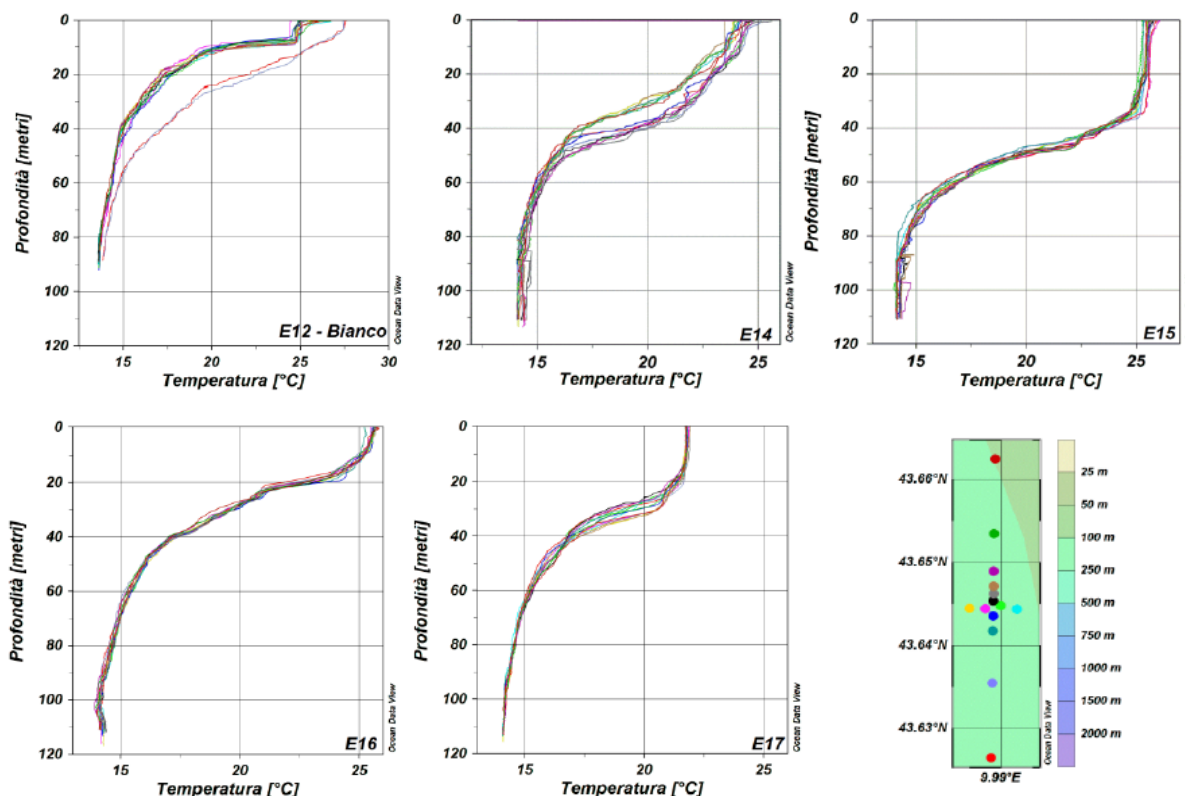 0
20
40
60
80
100
120
Profondità [metri]
15
20
25
30
Temperatura [°C]
E12 - Bianco
Ocean Data View
0
20
40
60
80
100
120
Profondità [metri]
15
20
25
Temperatura [°C]
E14
Ocean Data View
0
20
40
60
80
100
120
Profondità [metri]
15
20
25
Temperatura [°C]
E15
Ocean Data View
0
20
40
60
80
100
120
Profondità [metri]
15
20
25
Temperatura [°C]
E16
Ocean Data View
0
20
40
60
80
100
120
Profondità [metri]
15
20
25
Temperatura [°C]
E17
Ocean Data View
43.66°N
43.65°N
43.64°N
43.63°N
9.99°E
Ocean Data View
25 m
50 m
100 m
250 m
500 m
750 m
1000 m
1500 m
2000 m